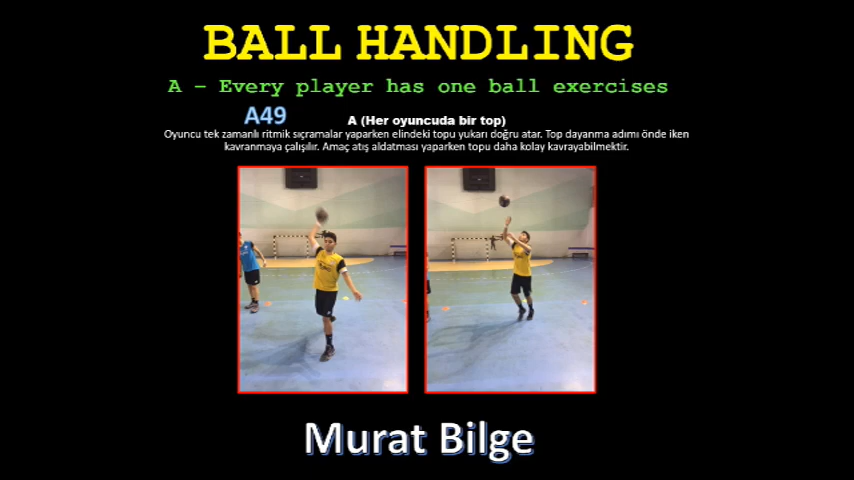 BALL HANDLING
A - Every player has one ball exercises
A49 A (Her oyuncuda bir top)
Oyuncu tek zamanlı ritmik sıçramalar yaparken elindeki topu yukarı doğru atar. Top dayanma adımı önde iken
kavranmaya çalışılır. Amaç atış aldatması yaparken topu daha kolay kavrayabilmektir.
Murat Bilge